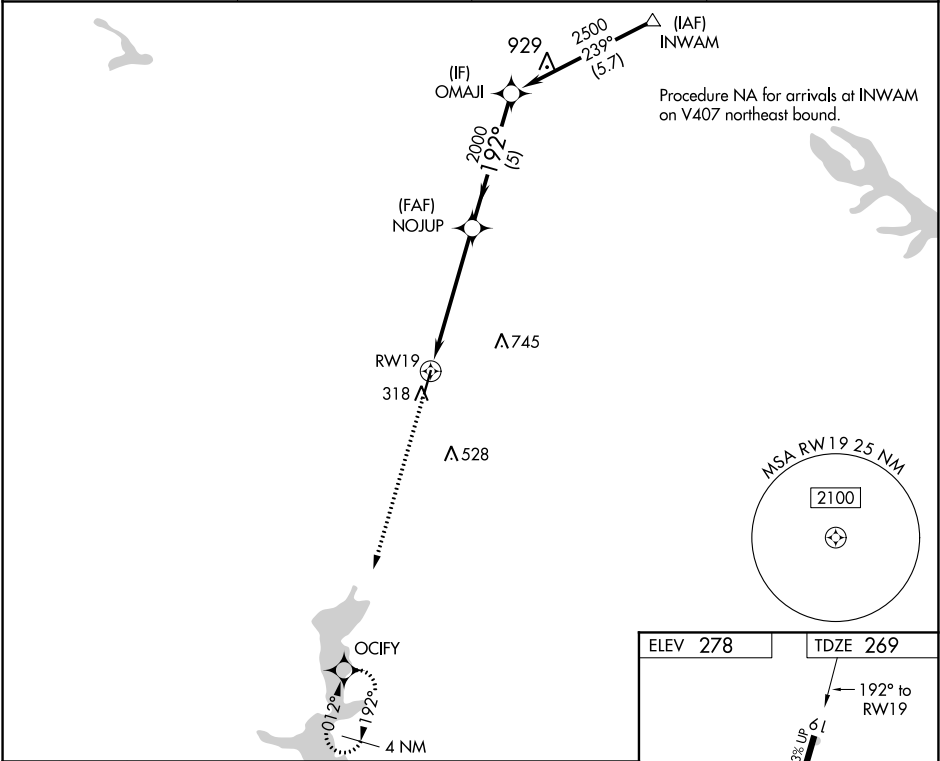 (IAF)
INWAM
2500
239°
(5.7)
929
(IF)
OMAJI
Procedure NA for arrivals at INWAM
on V407 northeast bound.
2000
192°
(5)
(FAF)
NOJUP
745
RW19
318
528
MSA RW19 25 NM
2100
OCIFY
012°
192°
4 NM
ELEV 278
TDZE 269
192° to
RW19
19
3% UP